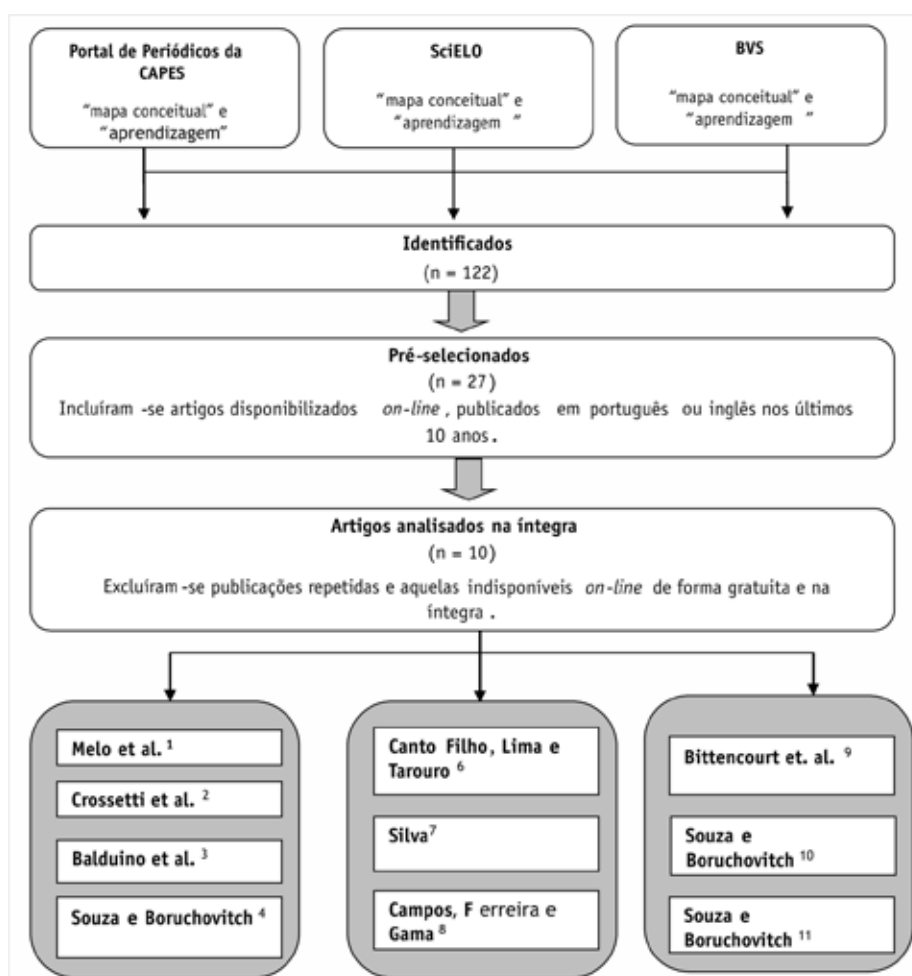 Portal de Periódicos da
CAPES
"mapa conceitual" e
"aprendizagem"
SciELO
"mapa conceitual" e
"aprendizagem "
BVS
"mapa conceitual" e
"aprendizagem "
Identificados
(n = 122)
Pré-selecionados
(n = 27)
Incluíram -se artigos disponibilizados on-line, publicados em português ou inglês nos últimos
10 anos.
Artigos analisados na íntegra
(n = 10)
Excluíram -se publicações repetidas e aquelas indisponíveis on-line de forma gratuita e na
íntegra .
Melo et al. 1
Crossetti et al. 2
Balduino et al. 3
Souza e Boruchovitch 4
Canto Filho, Lima e
Tarouro 6
Silva7
Campos, F erreira e
Gama 8
Bittencourt et. al. 9
Souza e
Boruchovitch 10
Souza e
Boruchovitch 11